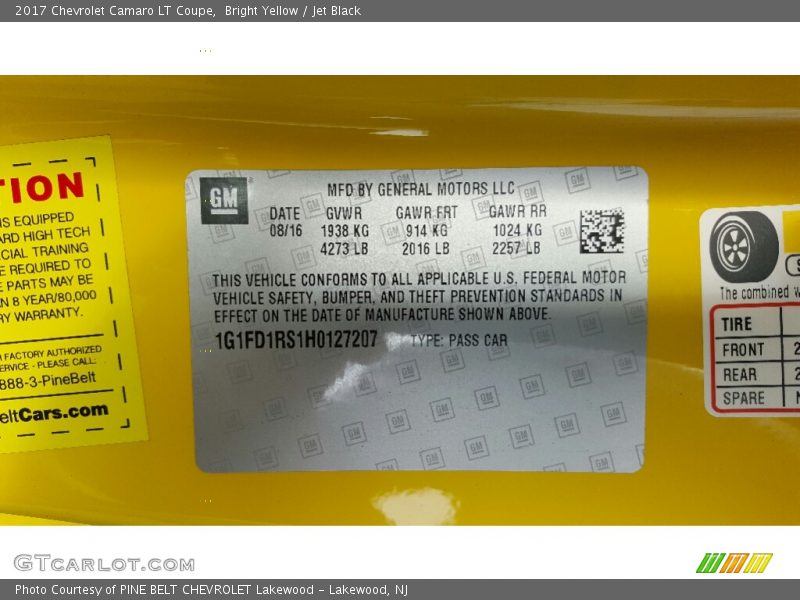 2017 Chevrolet Camaro LT Coupe, Bright Yellow / Jet Black
TION
IS EQUIPPED
ARD HIGH TECH
CIAL TRAINING
E REQUIRED TO
E PARTS MAY BE
N 8 YEAR/80,000
RY WARRANTY.
FACTORY AUTHORIZED
ERVICE - PLEASE CALL:
888-3-PineBelt
eltCars.com
GM
MFD BY GENERAL MOTORS LLC
DATE GVWR GAWR FRT GAWR RR
08/16 1938 KG 914 KG 1024 KG
4273 LB 2016 LB 2257 LB
THIS VEHICLE CONFORMS TO ALL APPLICABLE U.S. FEDERAL MOTOR
VEHICLE SAFETY, BUMPER, AND THEFT PREVENTION STANDARDS IN
EFFECT ON THE DATE OF MANUFACTURE SHOWN ABOVE.
1G1FD1RS1H0127207 TYPE: PASS CAR
S
The combined w
TIRE
FRONT 2
REAR 2
SPARE N
GTCARLOT.COM
Photo Courtesy of PINE BELT CHEVROLET Lakewood - Lakewood, NJ